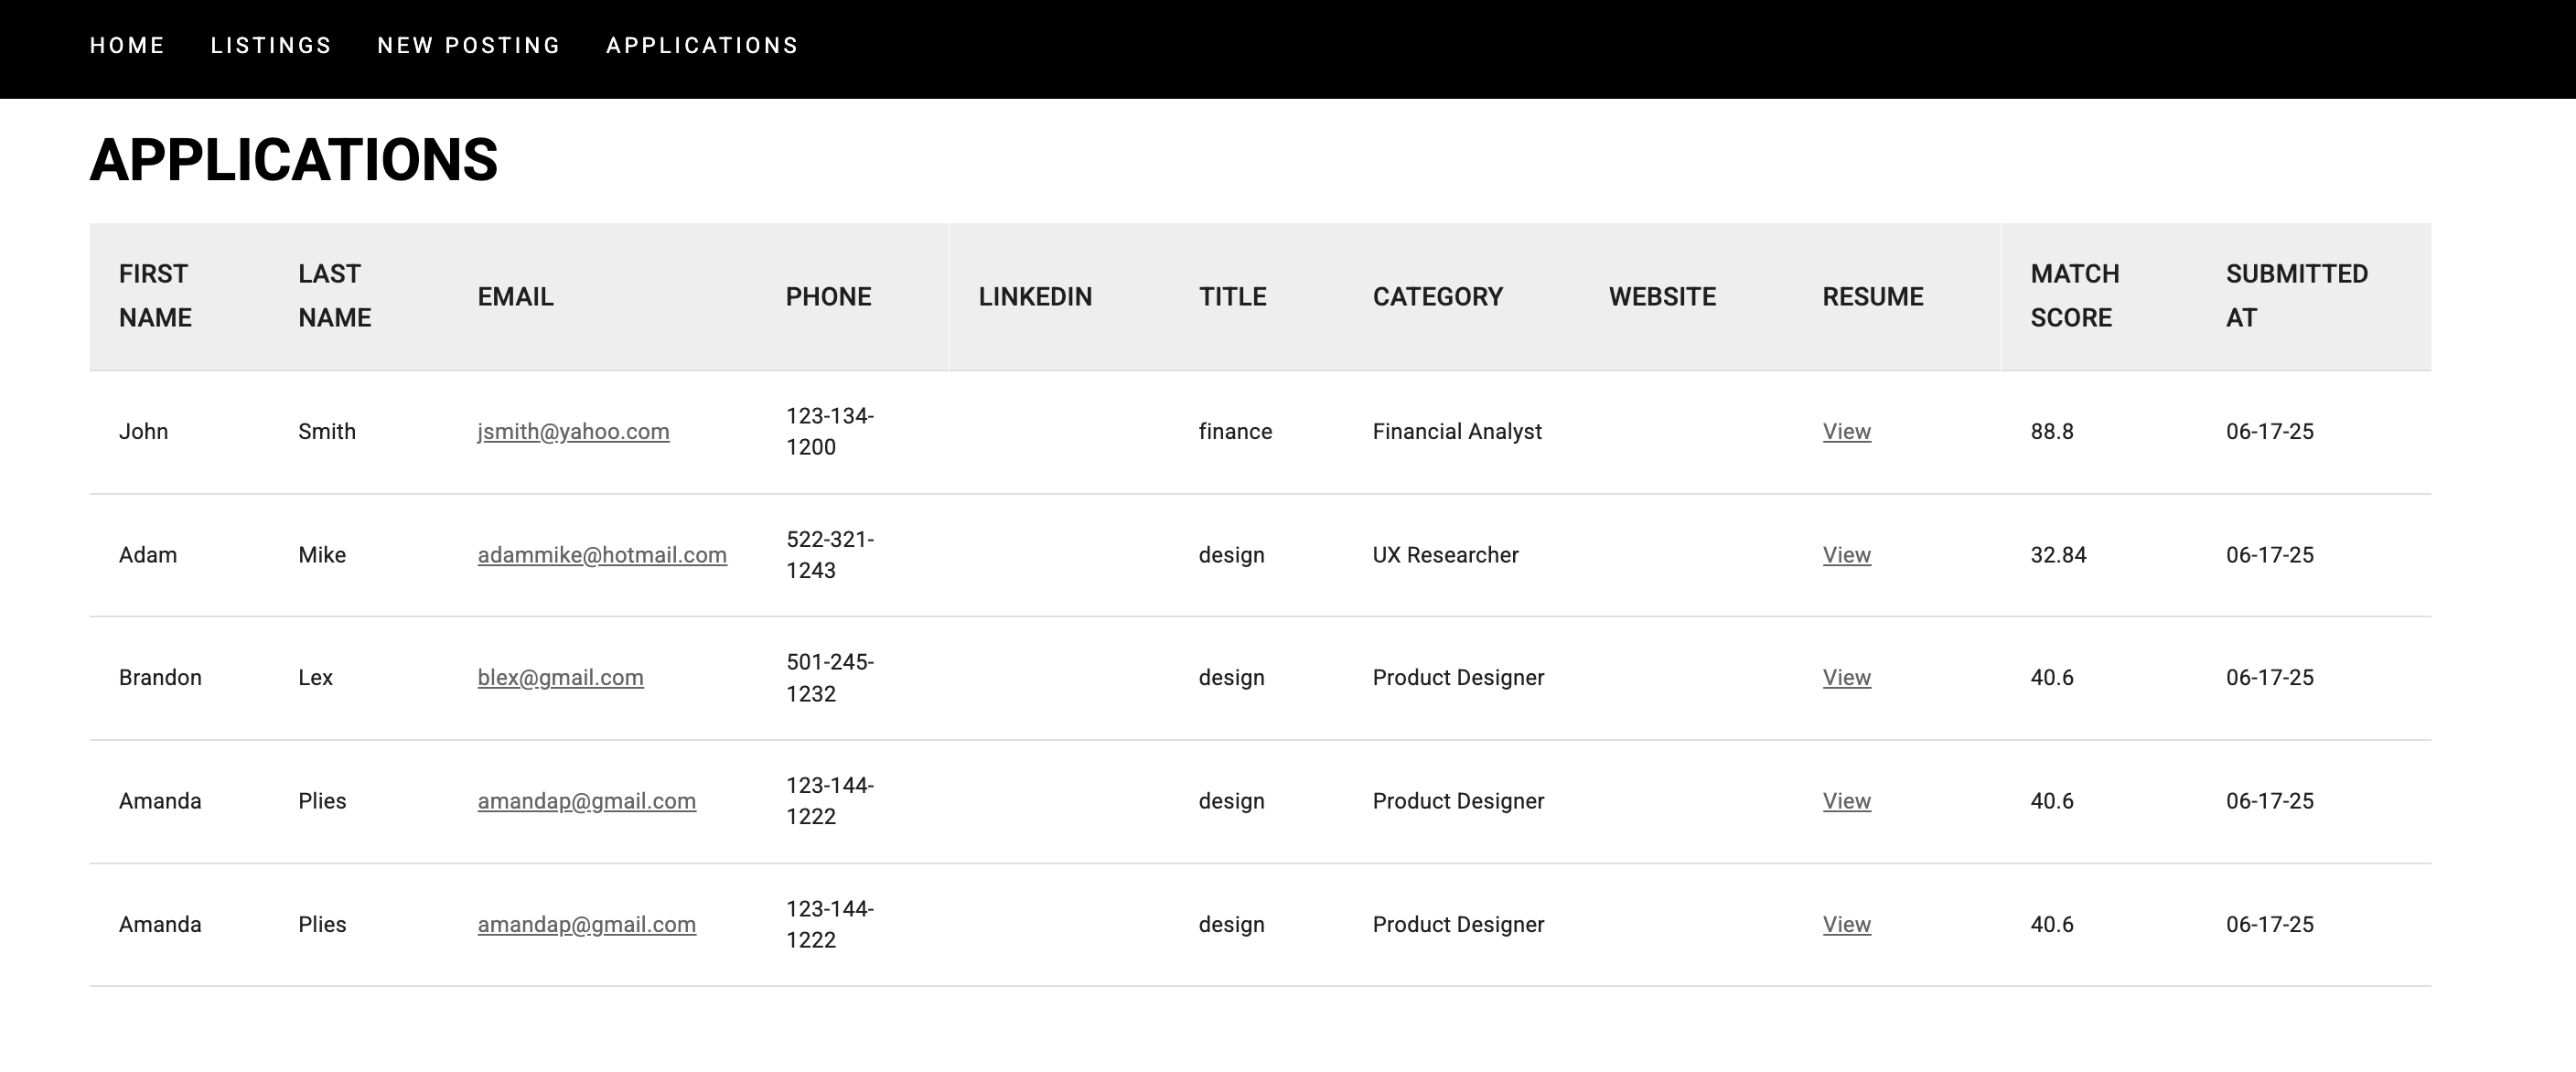 HOME LISTINGS NEW POSTING APPLICATIONS
APPLICATIONS
FIRST NAME LAST NAME EMAIL PHONE LINKEDIN TITLE CATEGORY WEBSITE RESUME MATCH SCORE SUBMITTED AT
John Smith jsmith@yahoo.com 123-134-1200 finance Financial Analyst View 88.8 06-17-25
Adam Mike adammike@hotmail.com 522-321-1243 design UX Researcher View 32.84 06-17-25
Brandon Lex blex@gmail.com 501-245-1232 design Product Designer View 40.6 06-17-25
Amanda Plies amandap@gmail.com 123-144-1222 design Product Designer View 40.6 06-17-25
Amanda Plies amandap@gmail.com 123-144-1222 design Product Designer View 40.6 06-17-25